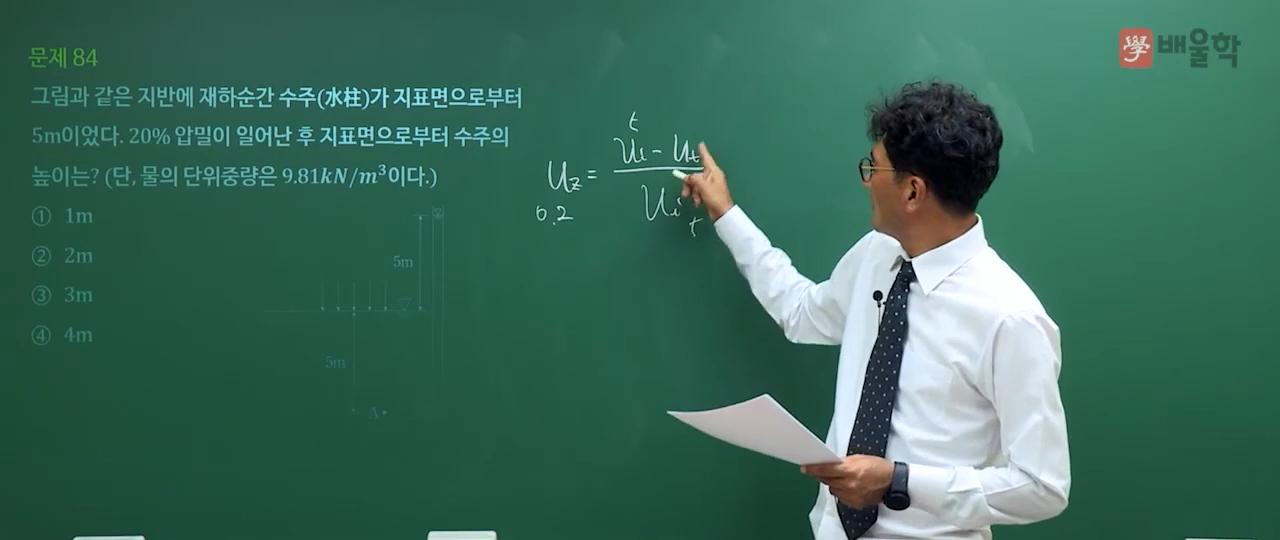 學 배울학
문제 84
그림과 같은 지반에 재하순간 수주(水柱)가 지표면으로부터
5m이었다. 20% 압밀이 일어난 후 지표면으로부터 수주의
높이는? (단, 물의 단위중량은 9.81kN/m³이다.)
① 1m
② 2m
③ 3m
④ 4m
5m
5m
A
t
Uz = Ui - Ut
Ui
0.2
t